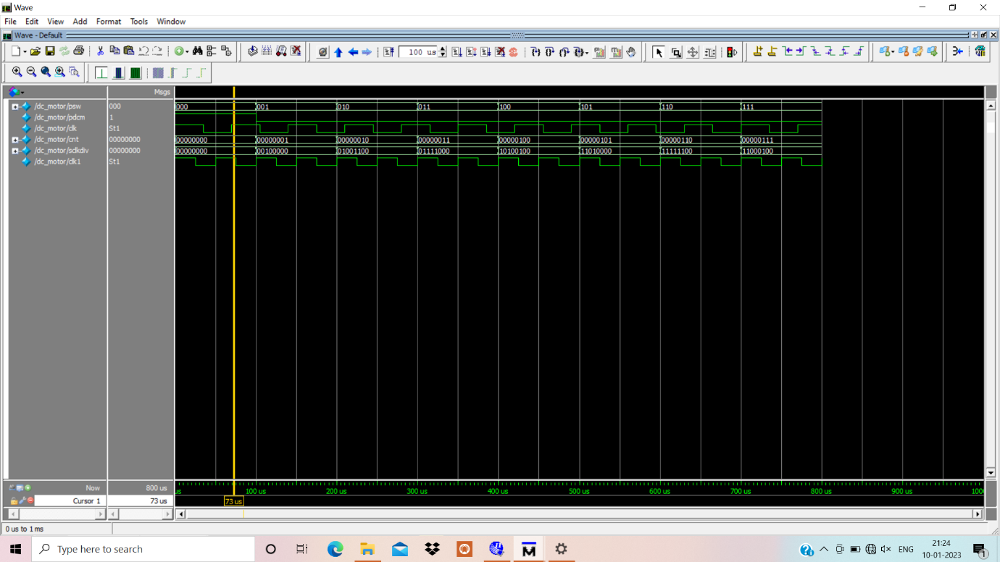 Wave
File Edit View Add Format Tools Window
Wave - Default
100 us
Msgs
/dc_motor/psw 000 000 001 010 011 100 101 110 111
/dc_motor/pdcm 1
/dc_motor/clk St1
/dc_motor/cnt 00000000 00000000 00000001 00000010 00000011 00000100 00000101 00000110 00000111
/dc_motor/sclkdiv 00000000 00000000 00100000 01001100 01111000 10100100 11010000 11111100 11000100
/dc_motor/clk1 St1
Now 800 us us 100 us 200 us 300 us 400 us 500 us 600 us 700 us 800 us 900 us 1000
Cursor 1 73 us 73 us
0 us to 1 ms
Type here to search
ENG
21:24
10-01-2023
1